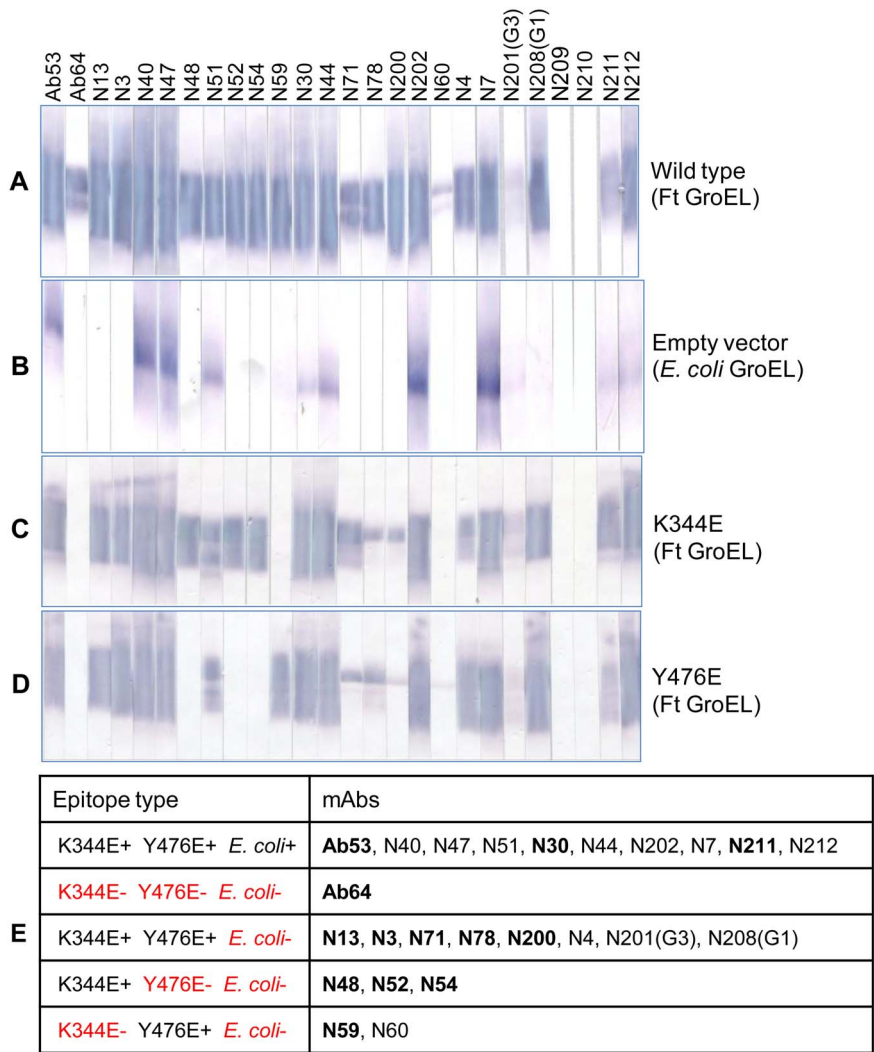 Ab53 Ab64 N13 N3 N40 N47 N48 N51 N52 N54 N59 N30 N44 N71 N78 N200 N202 N60 N4 N7 N201(G3) N208(G1) N209 N210 N211 N212
A
Wild type
(Ft GroEL)
B
Empty vector
(E. coli GroEL)
C
K344E
(Ft GroEL)
D
Y476E
(Ft GroEL)
E
Epitope type mAbs
K344E+ Y476E+ E. coli+ Ab53, N40, N47, N51, N30, N44, N202, N7, N211, N212
K344E- Y476E- E. coli- Ab64
K344E+ Y476E+ E. coli- N13, N3, N71, N78, N200, N4, N201(G3), N208(G1)
K344E+ Y476E- E. coli- N48, N52, N54
K344E- Y476E+ E. coli- N59, N60